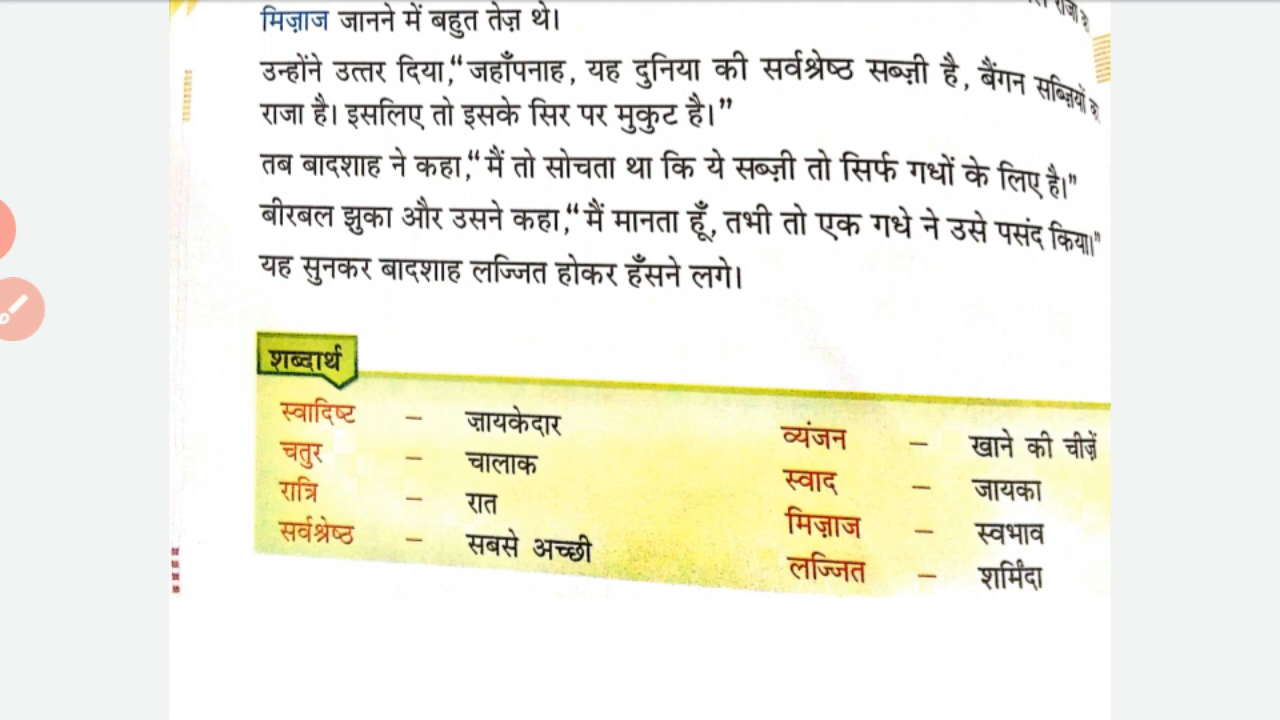 मिज़ाज जानने में बहुत तेज़ थे।
उन्होंने उत्तर दिया,“जहाँपनाह, यह दुनिया की सर्वश्रेष्ठ सब्ज़ी है, बैंगन सब्ज़ियों का
राजा है। इसलिए तो इसके सिर पर मुकुट है।”
तब बादशाह ने कहा,“मैं तो सोचता था कि ये सब्ज़ी तो सिर्फ गधों के लिए है।”
बीरबल झुका और उसने कहा,“मैं मानता हूँ, तभी तो एक गधे ने उसे पसंद किया।”
यह सुनकर बादशाह लज्जित होकर हँसने लगे।
शब्दार्थ
स्वादिष्ट – ज़ायकेदार
चतुर – चालाक
रात्रि – रात
सर्वश्रेष्ठ – सबसे अच्छी
व्यंजन – खाने की चीज़ें
स्वाद – जायका
मिज़ाज – स्वभाव
लज्जित – शर्मिंदा